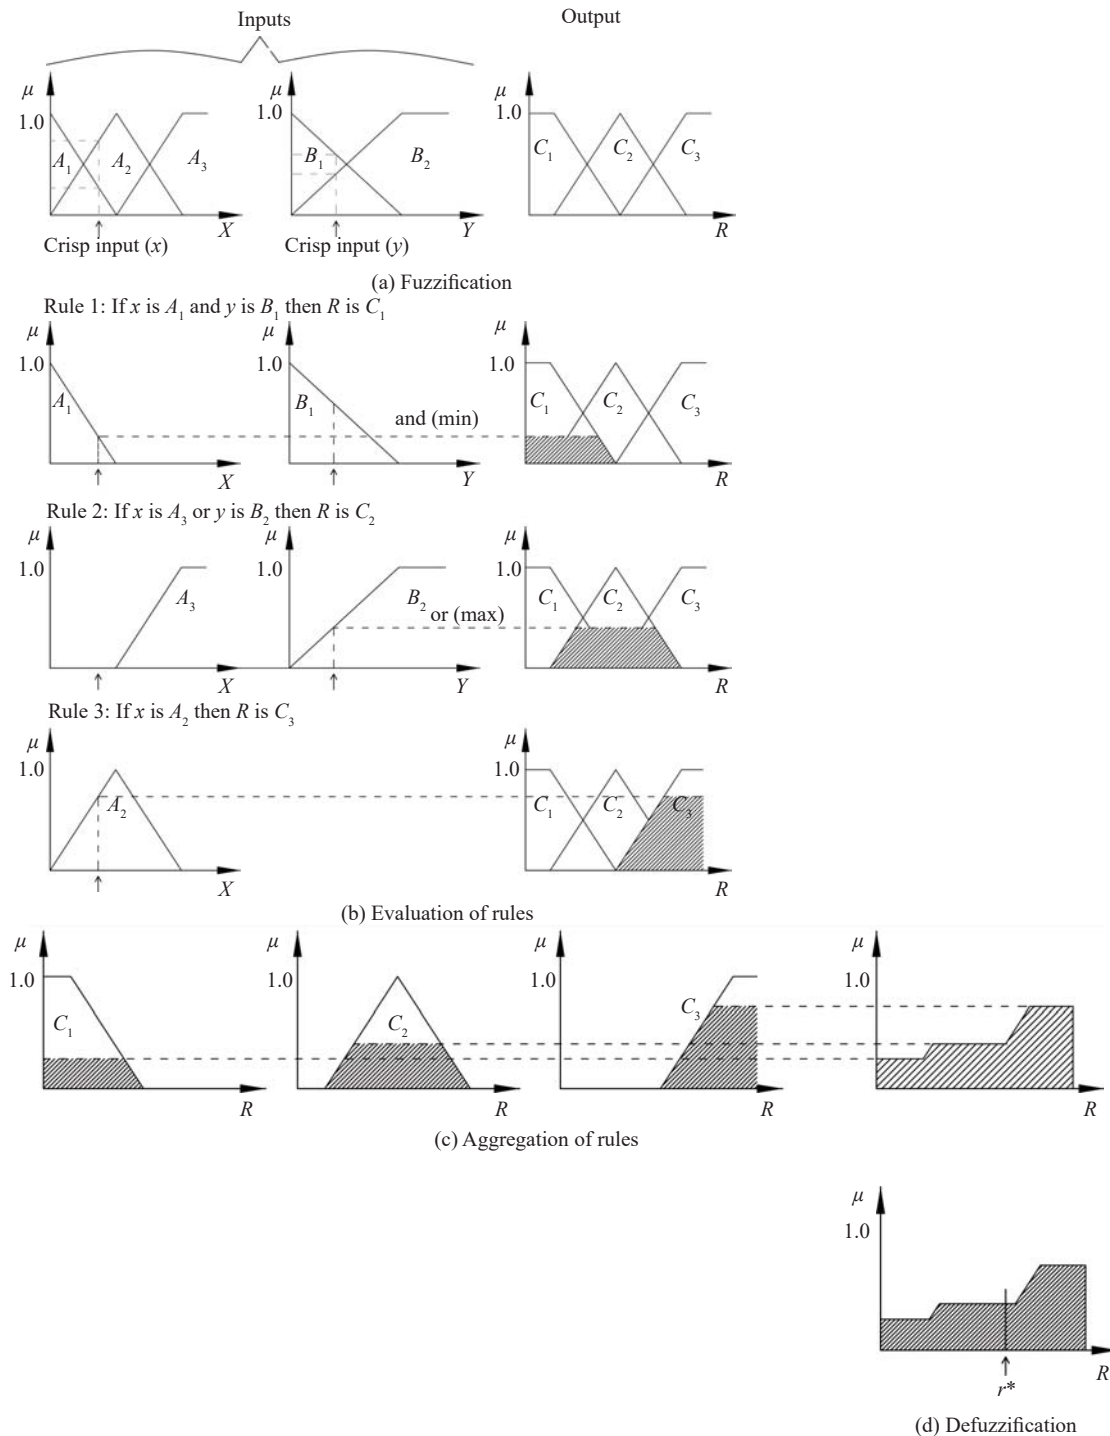 Inputs Output
μ μ μ
1.0 1.0 1.0
A1 A2 A3 B1 B2 C1 C2 C3
X Y R
Crisp input (x) Crisp input (y)
(a) Fuzzification
Rule 1: If x is A1 and y is B1 then R is C1
μ μ μ
1.0 1.0 1.0
A1 B1 and (min) C1 C2 C3
X Y R
Rule 2: If x is A3 or y is B2 then R is C2
μ μ μ
1.0 1.0 1.0
A3 B2 or (max) C1 C2 C3
X Y R
Rule 3: If x is A2 then R is C3
μ μ
1.0 1.0
A2 C1 C2 C3
X R
(b) Evaluation of rules
μ μ μ μ
1.0 1.0 1.0 1.0
C1 C2 C3
R R R R
(c) Aggregation of rules
μ
1.0
R
r*
(d) Defuzzification